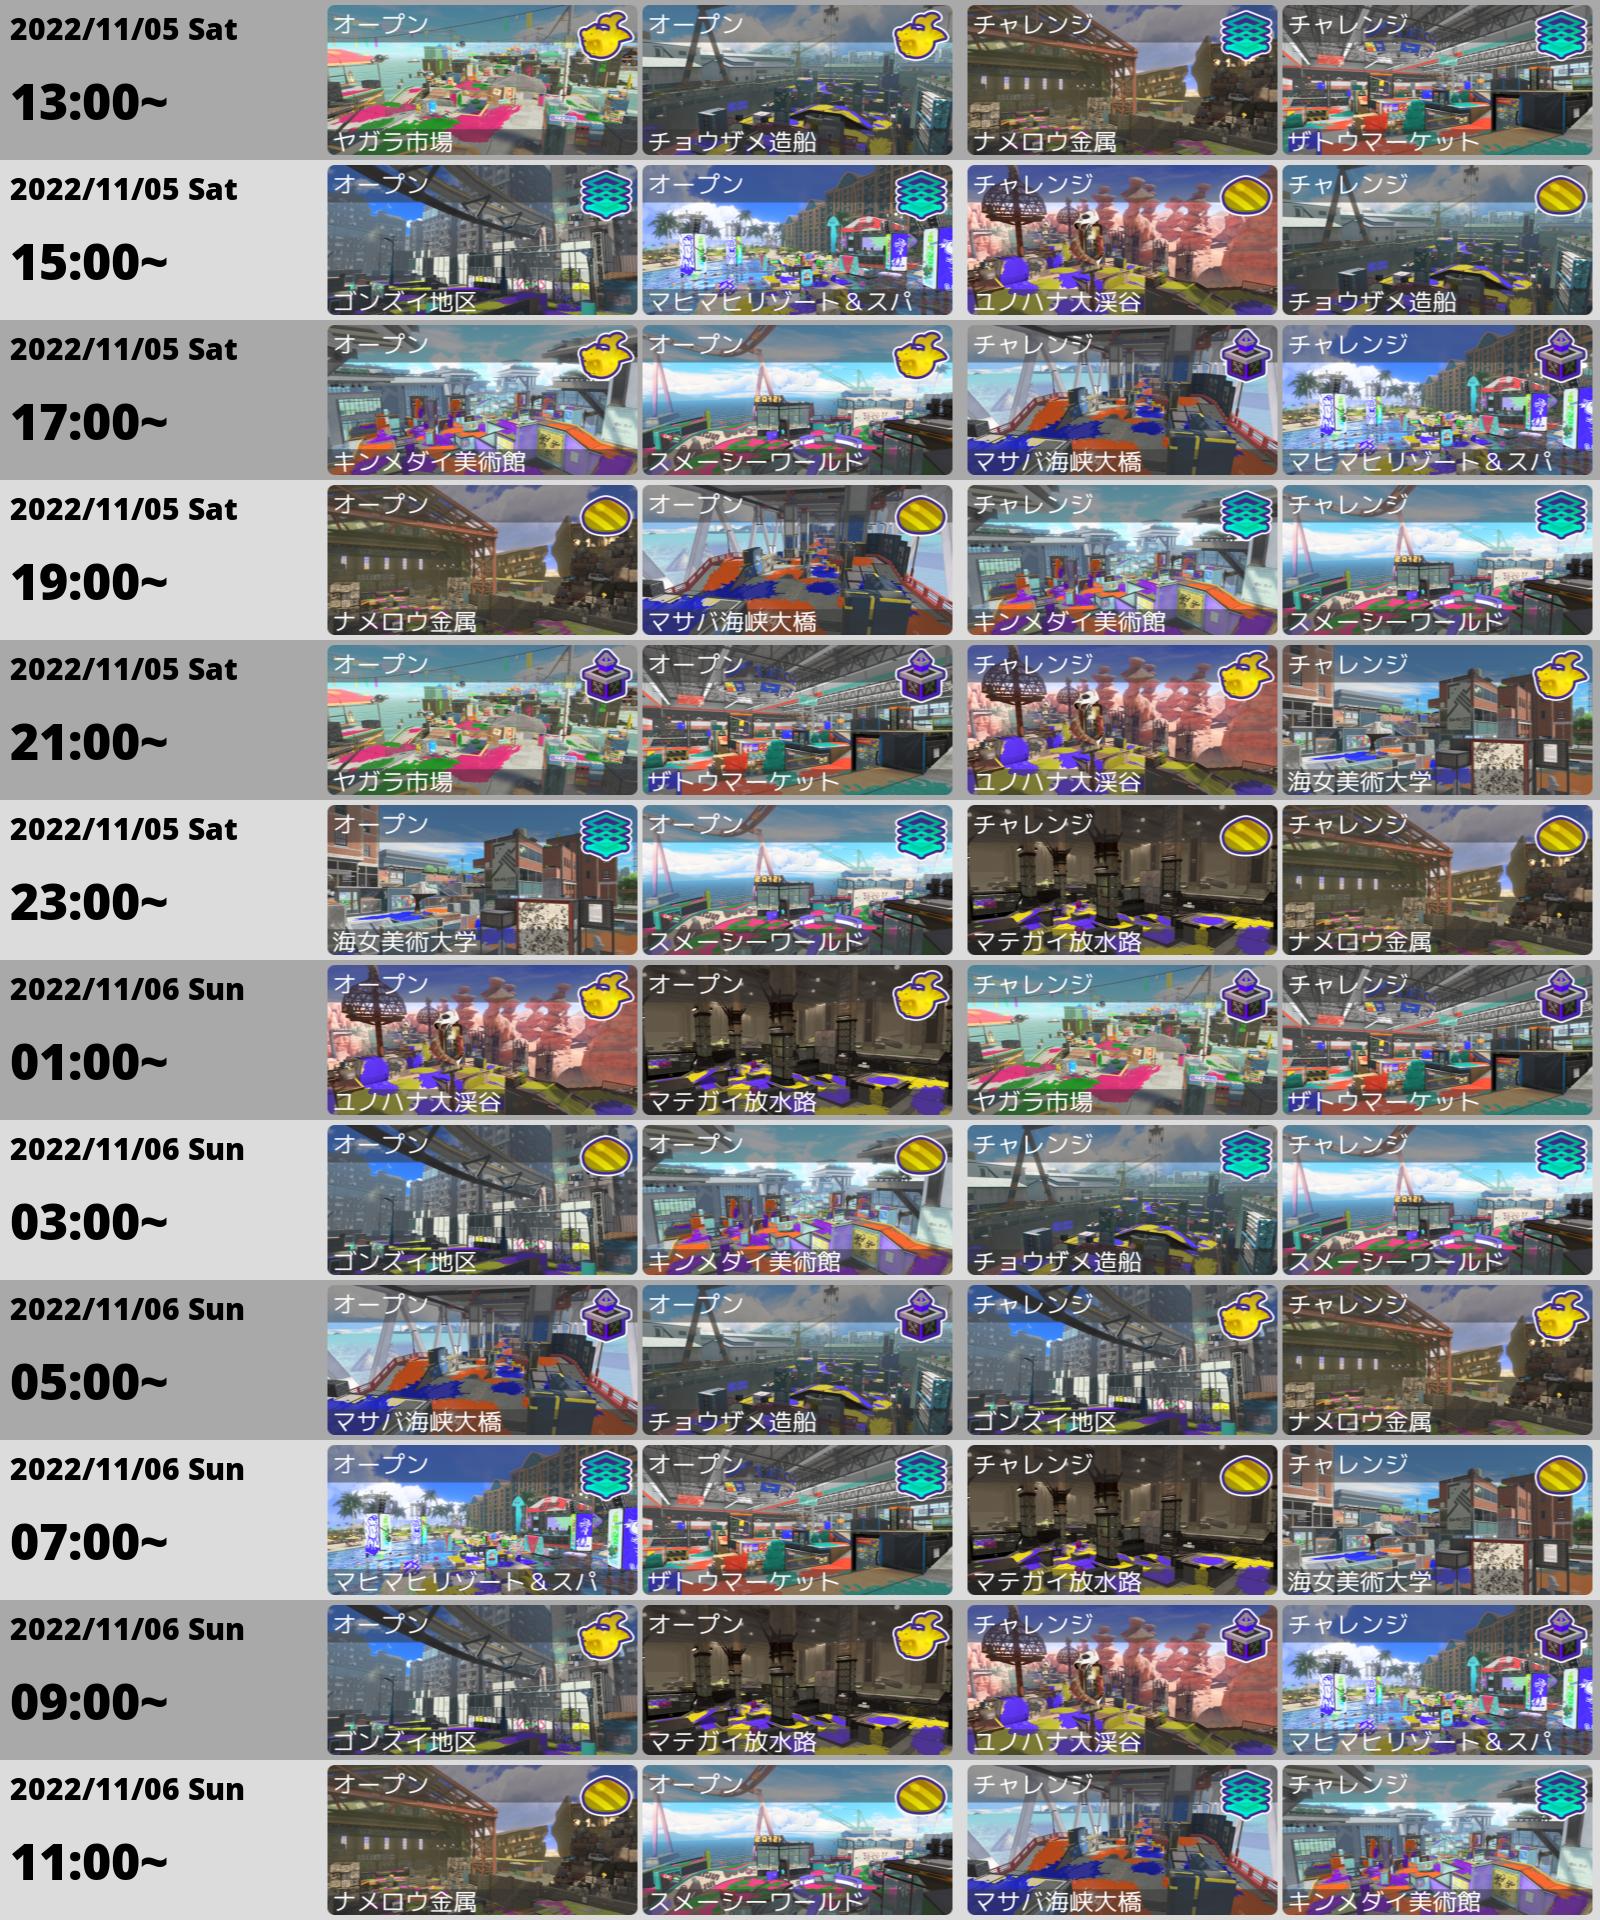 2022/11/05 Sat
13:00~
オープン
ヤガラ市場
オープン
チョウザメ造船
チャレンジ
ナメロウ金属
チャレンジ
ザトウマーケット
2022/11/05 Sat
15:00~
オープン
ゴンズイ地区
オープン
マヒマヒリゾート&スパ
チャレンジ
ユノハナ大渓谷
チャレンジ
チョウザメ造船
2022/11/05 Sat
17:00~
オープン
キンメダイ美術館
オープン
スメーシーワールド
チャレンジ
マサバ海峡大橋
チャレンジ
マヒマヒリゾート&スパ
2022/11/05 Sat
19:00~
オープン
ナメロウ金属
オープン
マサバ海峡大橋
チャレンジ
キンメダイ美術館
チャレンジ
スメーシーワールド
2022/11/05 Sat
21:00~
オープン
ヤガラ市場
オープン
ザトウマーケット
チャレンジ
ユノハナ大渓谷
チャレンジ
海女美術大学
2022/11/05 Sat
23:00~
オープン
海女美術大学
オープン
スメーシーワールド
チャレンジ
マテガイ放水路
チャレンジ
ナメロウ金属
2022/11/06 Sun
01:00~
オープン
ユノハナ大渓谷
オープン
マテガイ放水路
チャレンジ
ヤガラ市場
チャレンジ
ザトウマーケット
2022/11/06 Sun
03:00~
オープン
ゴンズイ地区
オープン
キンメダイ美術館
チャレンジ
チョウザメ造船
チャレンジ
スメーシーワールド
2022/11/06 Sun
05:00~
オープン
マサバ海峡大橋
オープン
チョウザメ造船
チャレンジ
ゴンズイ地区
チャレンジ
ナメロウ金属
2022/11/06 Sun
07:00~
オープン
マヒマヒリゾート&スパ
オープン
ザトウマーケット
チャレンジ
マテガイ放水路
チャレンジ
海女美術大学
2022/11/06 Sun
09:00~
オープン
ゴンズイ地区
オープン
マテガイ放水路
チャレンジ
ユノハナ大渓谷
チャレンジ
マヒマヒリゾート&スパ
2022/11/06 Sun
11:00~
オープン
ナメロウ金属
オープン
スメーシーワールド
チャレンジ
マサバ海峡大橋
チャレンジ
キンメダイ美術館